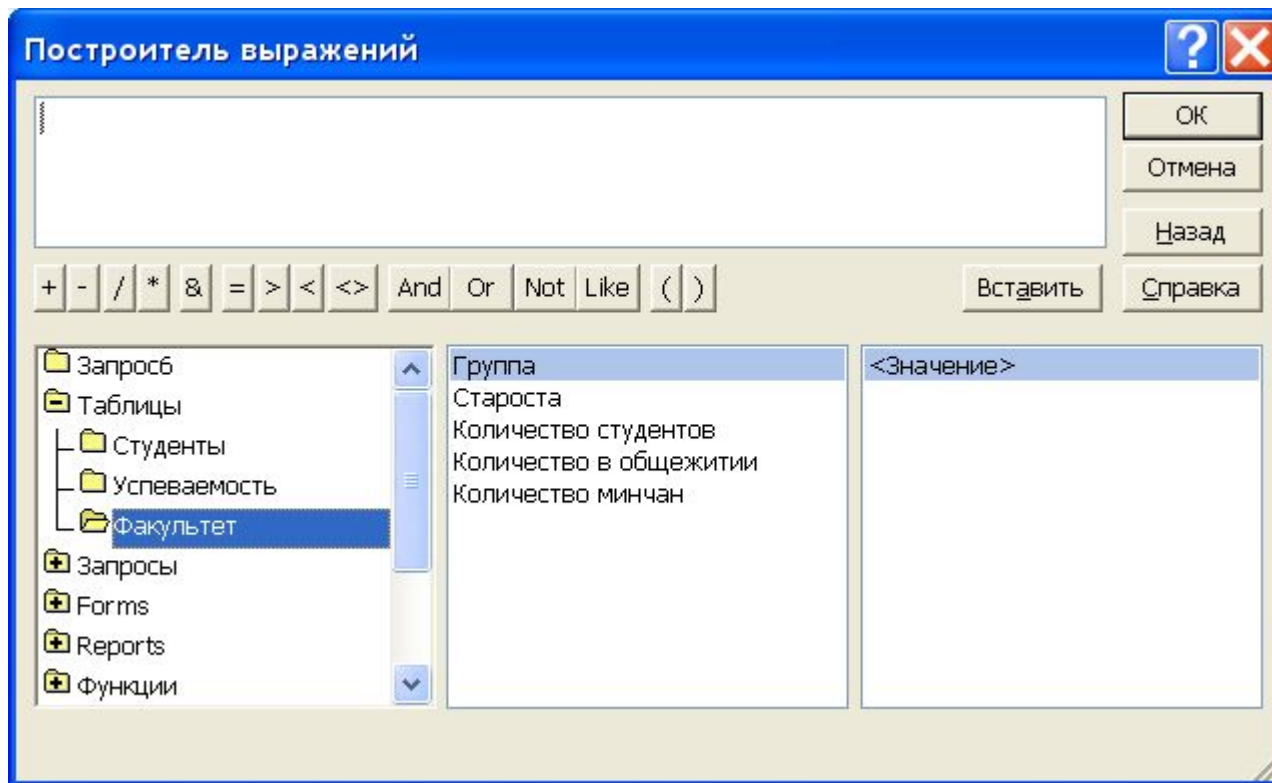 Построитель выражений
?
ОК
Отмена
Назад
+ - / * & = > < <> And Or Not Like ( ) Вставить Справка
Запрос6
Таблицы
Студенты
Успеваемость
Факультет
Запросы
Forms
Reports
Функции
Группа
Староста
Количество студентов
Количество в общежитии
Количество минчан
<Значение>